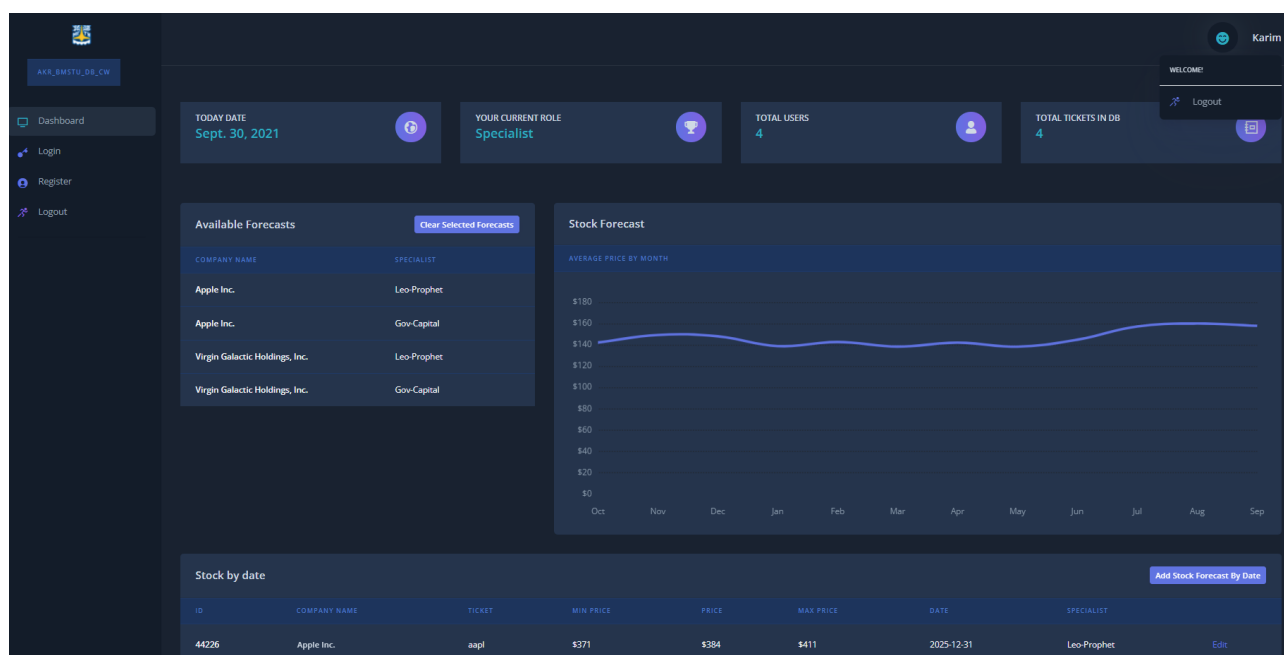 Karim
AKR_BMSTU_DB_CW
WELCOME!
Logout
Dashboard
Login
Register
Logout
TODAY DATE
Sept. 30, 2021
YOUR CURRENT ROLE
Specialist
TOTAL USERS
4
TOTAL TICKETS IN DB
4
Available Forecasts
Clear Selected Forecasts
COMPANY NAME SPECIALIST
Apple Inc. Leo-Prophet
Apple Inc. Gov-Capital
Virgin Galactic Holdings, Inc. Leo-Prophet
Virgin Galactic Holdings, Inc. Gov-Capital
Stock Forecast
AVERAGE PRICE BY MONTH
$180
$160
$140
$120
$100
$80
$60
$40
$20
$0
Oct Nov Dec Jan Feb Mar Apr May Jun Jul Aug Sep
Stock by date
Add Stock Forecast By Date
ID COMPANY NAME TICKET MIN PRICE PRICE MAX PRICE DATE SPECIALIST
44226 Apple Inc. aapl $371 $384 $411 2025-12-31 Leo-Prophet Edit